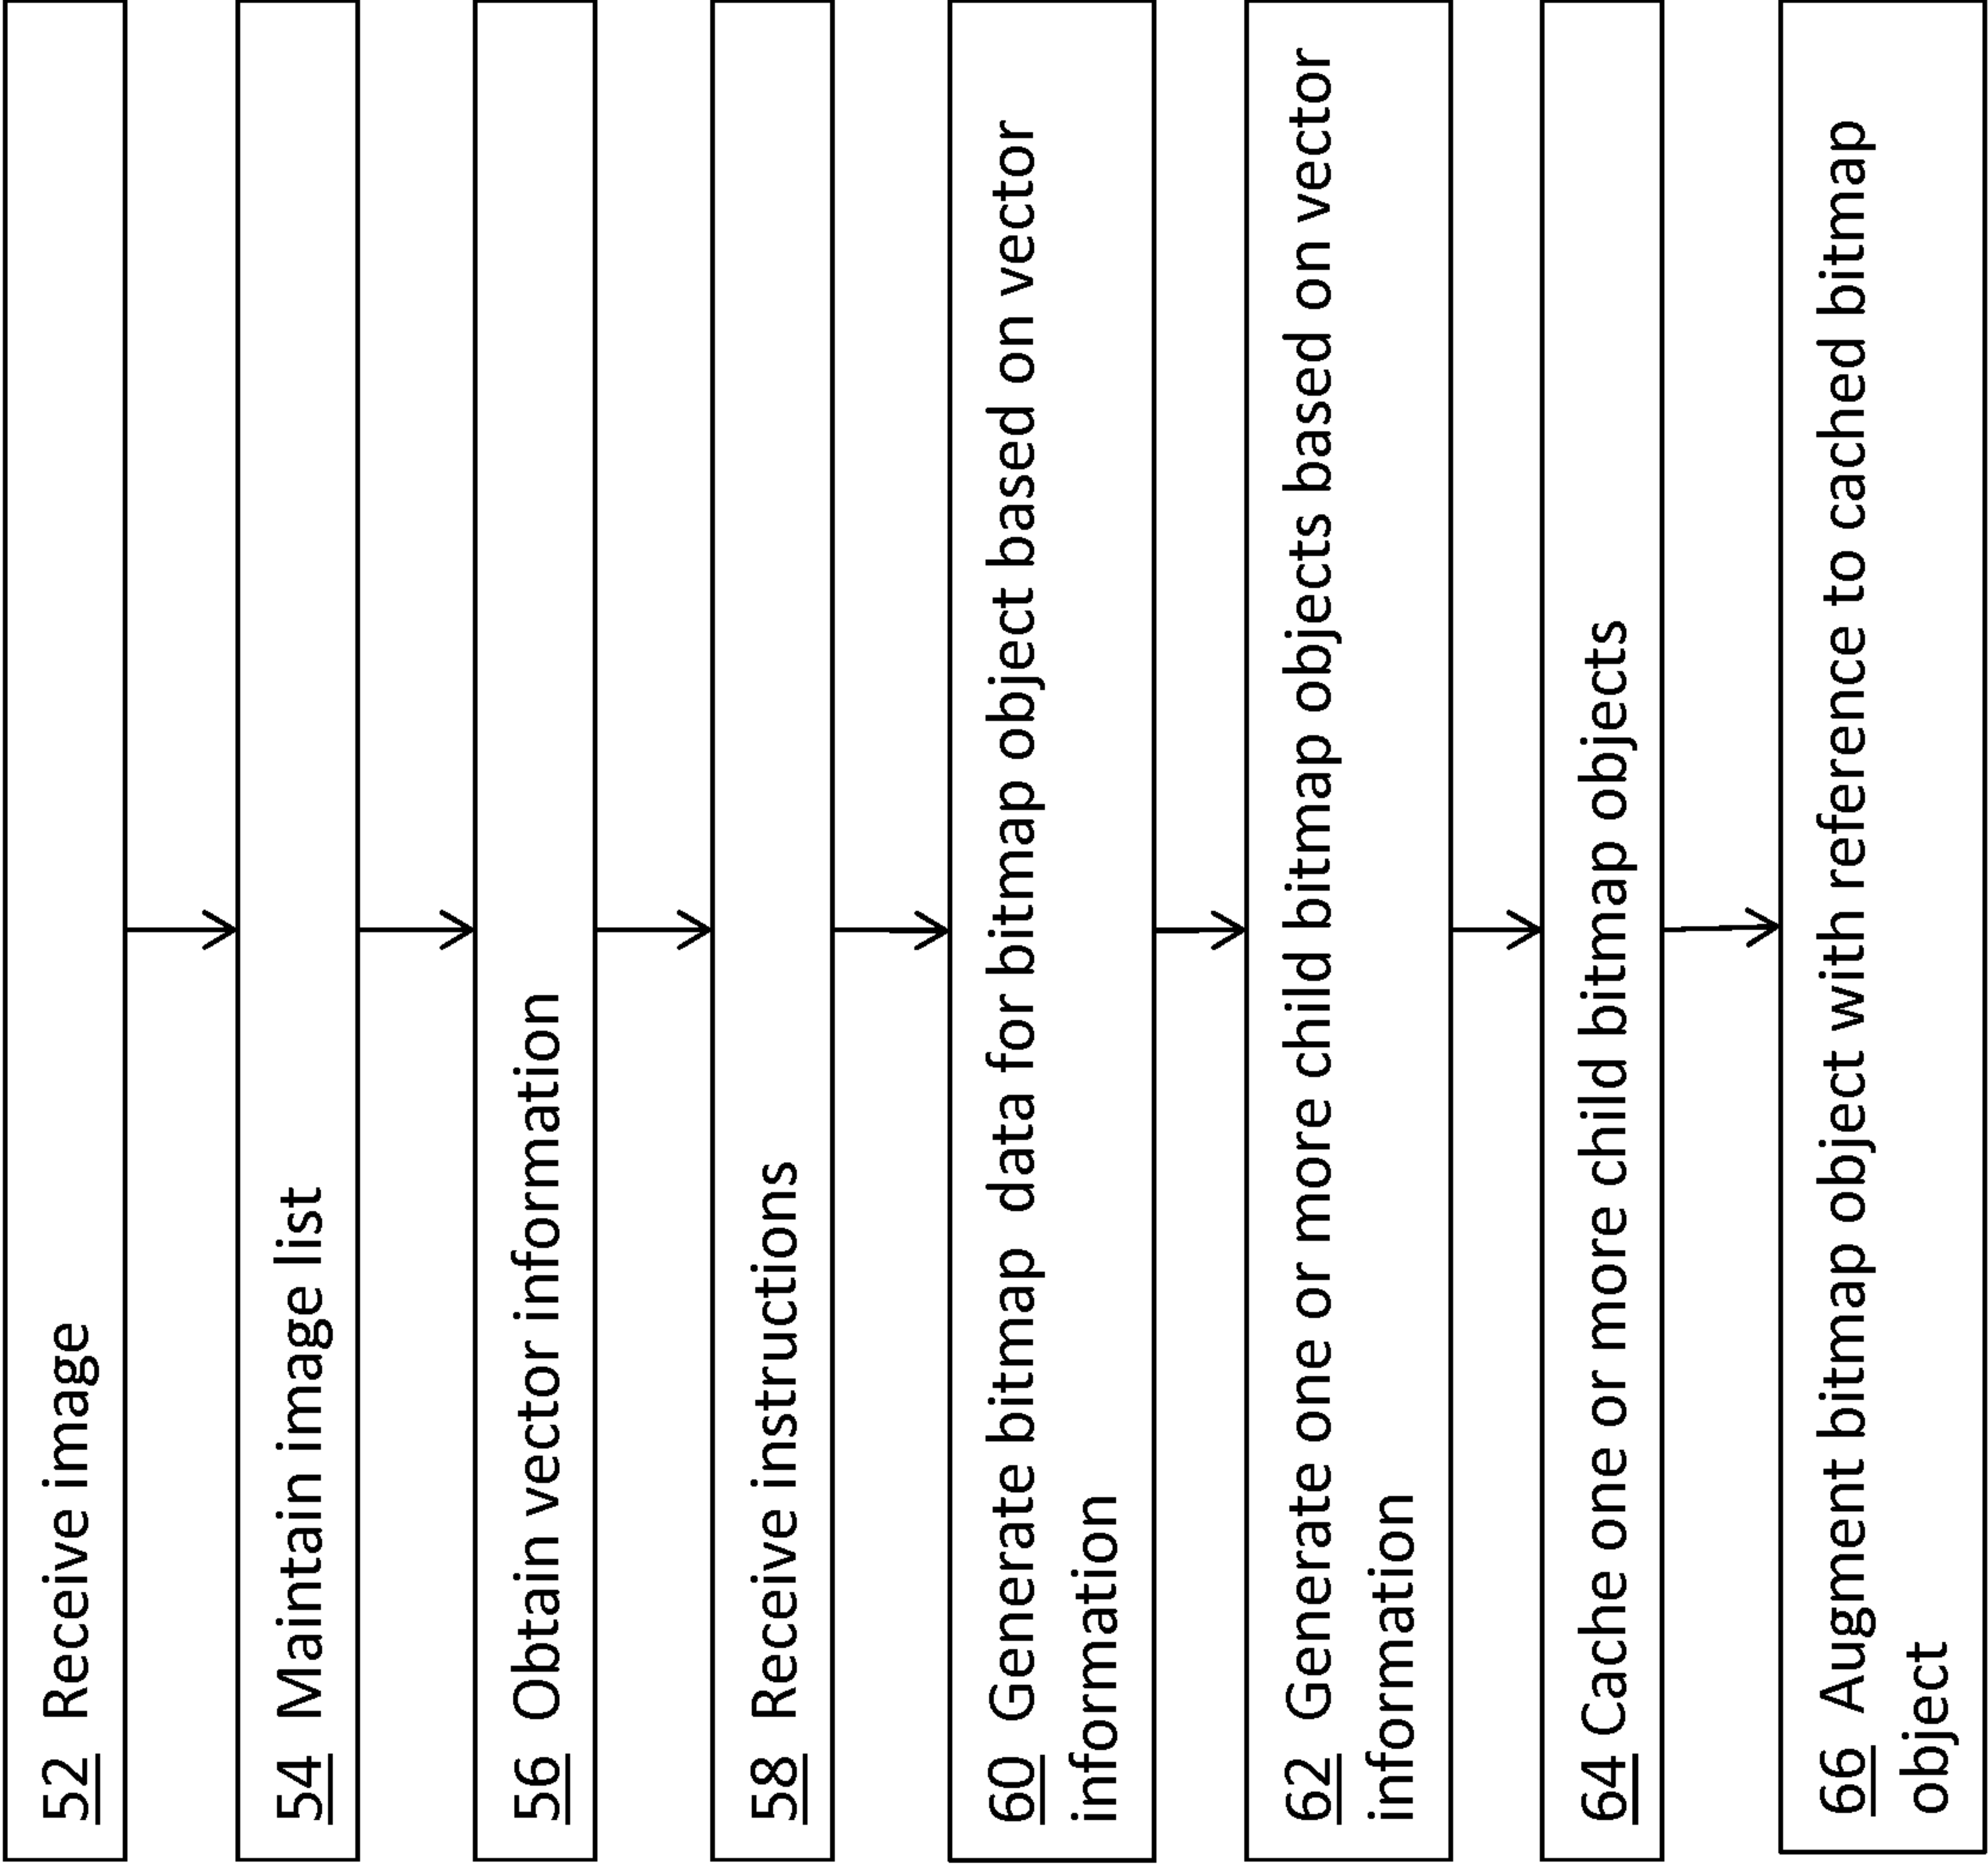 52 Receive image
54 Maintain image list
56 Obtain vector information
58 Receive instructions
60 Generate bitmap data for bitmap object based on vector
information
62 Generate one or more child bitmap objects based on vector
information
64 Cache one or more child bitmap objects
66 Augment bitmap object with reference to cached bitmap
object